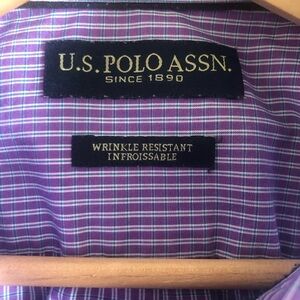 U.S. POLO ASSN.
SINCE 1890
WRINKLE RESISTANT
INFROISSABLE